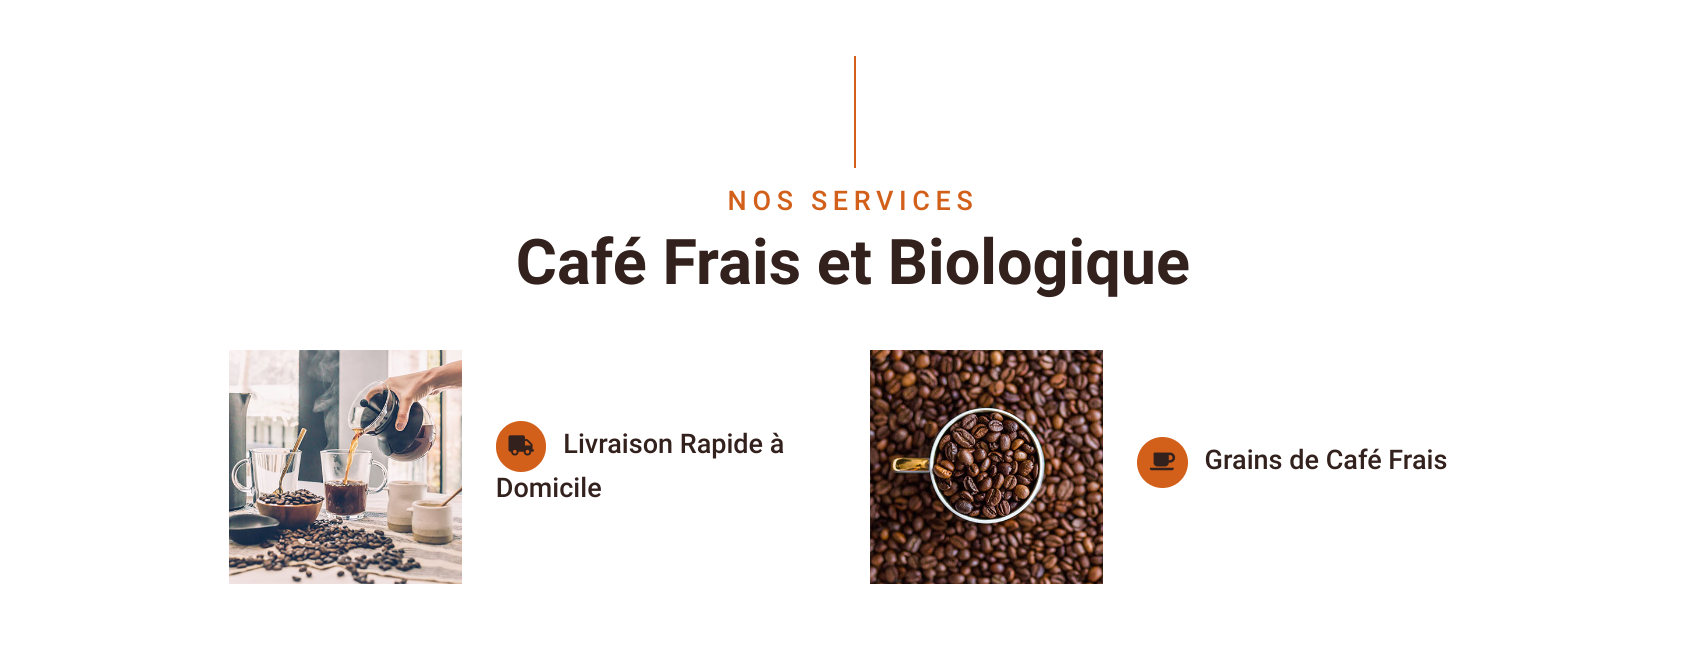 NOS SERVICES
Café Frais et Biologique
Livraison Rapide à
Domicile
Grains de Café Frais